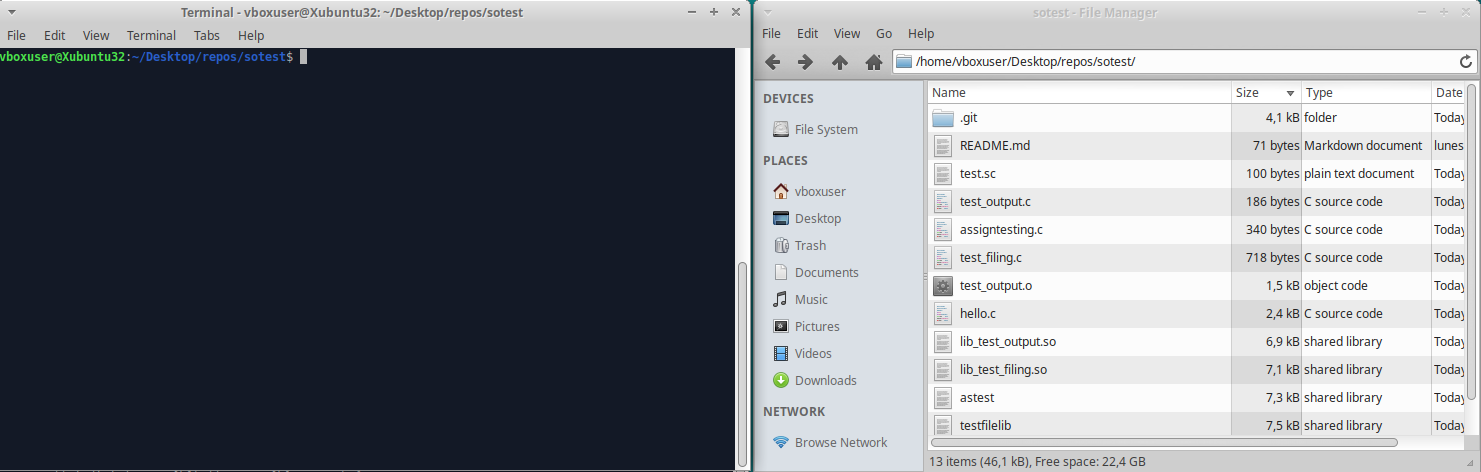 Terminal - vboxuser@Xubuntu32: ~/Desktop/repos/sotest
File Edit View Terminal Tabs Help
vboxuser@Xubuntu32:~/Desktop/repos/sotest$
sotest - File Manager
File Edit View Go Help
/home/vboxuser/Desktop/repos/sotest/
DEVICES
File System
PLACES
vboxuser
Desktop
Trash
Documents
Music
Pictures
Videos
Downloads
NETWORK
Browse Network
Name Size Type Date
.git 4,1 kB folder Today
README.md 71 bytes Markdown document lunes
test.sc 100 bytes plain text document Today
test_output.c 186 bytes C source code Today
assigntesting.c 340 bytes C source code Today
test_filing.c 718 bytes C source code Today
test_output.o 1,5 kB object code Today
hello.c 2,4 kB C source code Today
lib_test_output.so 6,9 kB shared library Today
lib_test_filing.so 7,1 kB shared library Today
astest 7,3 kB shared library Today
testfilelib 7,5 kB shared library Today
13 items (46,1 kB), Free space: 22,4 GB